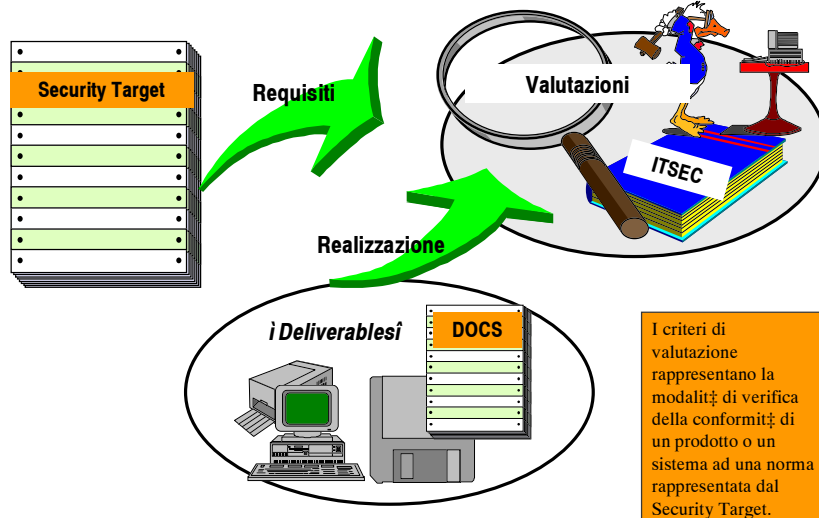 Security Target
Requisiti
Valutazioni
ITSEC
Realizzazione
ì Deliverablesî
DOCS
I criteri di
valutazione
rappresentano la
modalit‡ di verifica
della conformit‡ di
un prodotto o un
sistema ad una norma
rappresentata dal
Security Target.